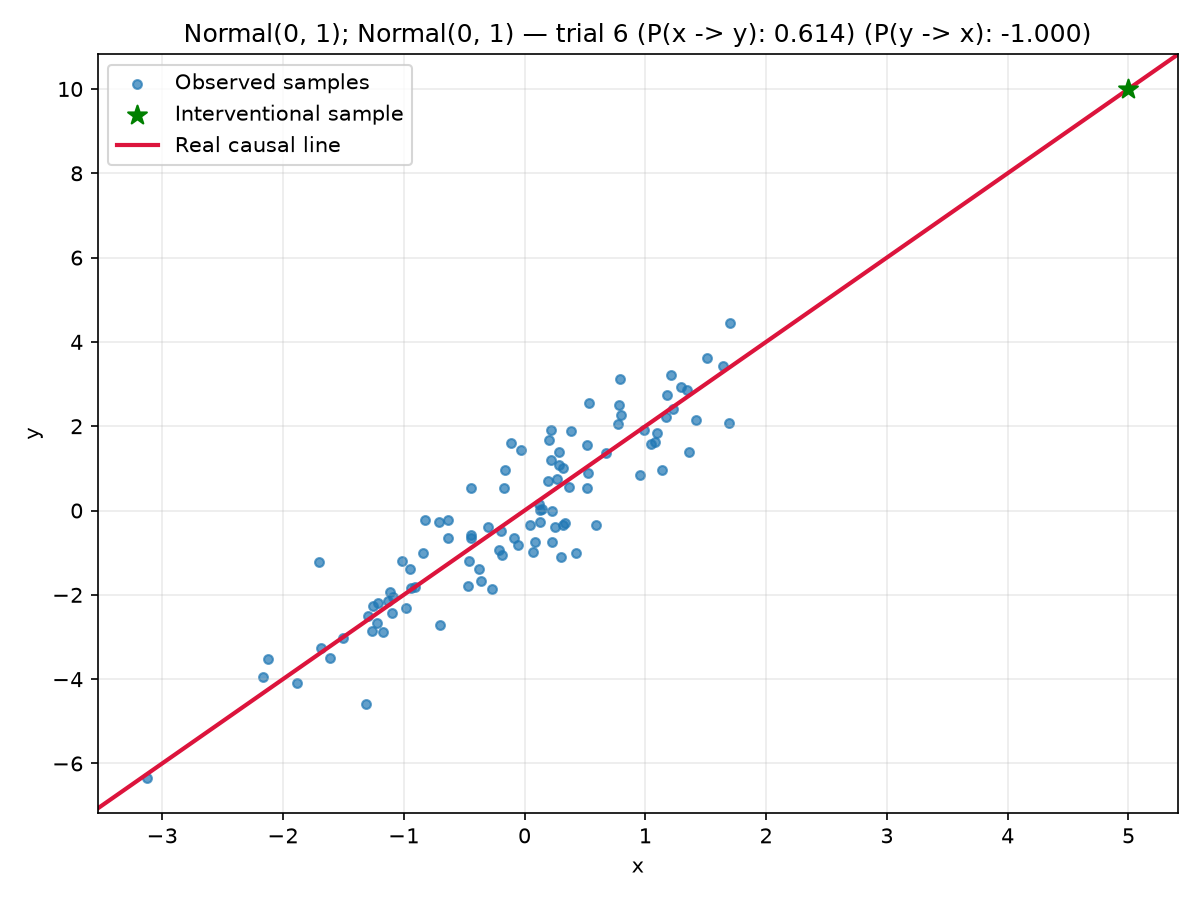 Normal(0, 1); Normal(0, 1) — trial 6 (P(x -> y): 0.614) (P(y -> x): -1.000)
Observed samples
Interventional sample
Real causal line
10
8
6
4
2
0
−2
−4
−6
y
−3 −2 −1 0 1 2 3 4 5
x